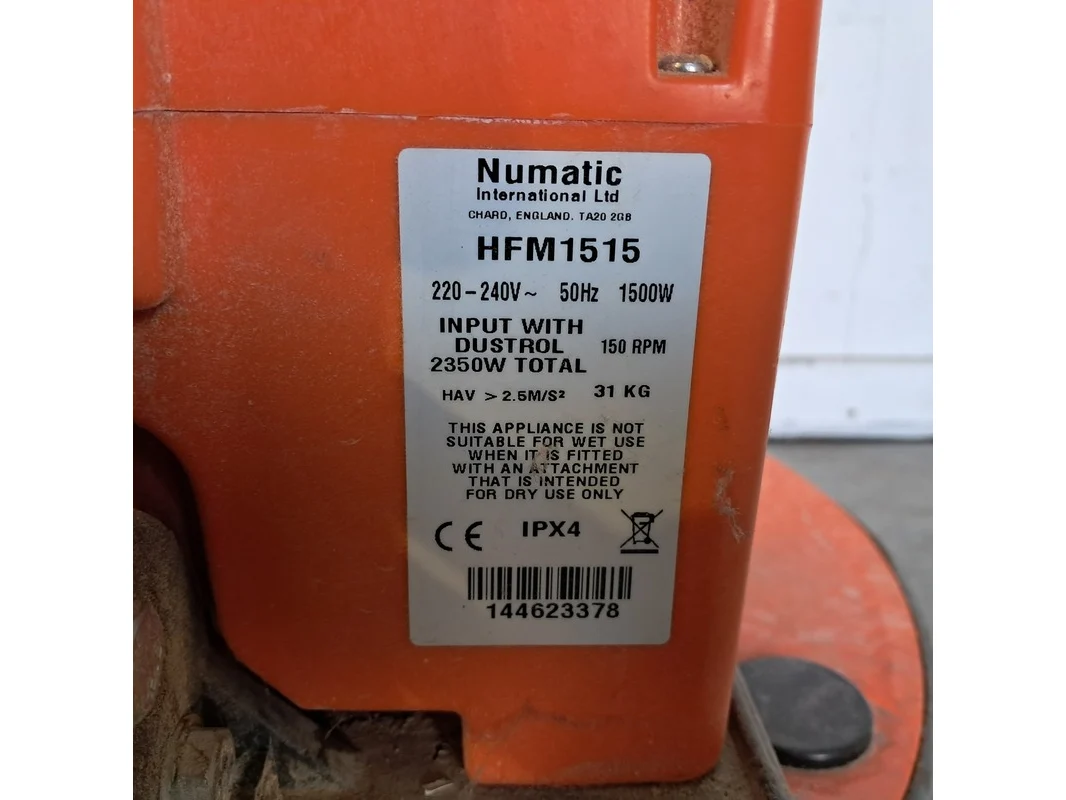 Numatic
International Ltd
CHARD, ENGLAND. TA20 2GB
HFM1515
220-240V~ 50Hz 1500W
INPUT WITH
DUSTROL 150 RPM
2350W TOTAL
HAV > 2.5M/S² 31 KG
THIS APPLIANCE IS NOT
SUITABLE FOR WET USE
WHEN IT IS FITTED
WITH AN ATTACHMENT
THAT IS INTENDED
FOR DRY USE ONLY
CE IPX4
144623378